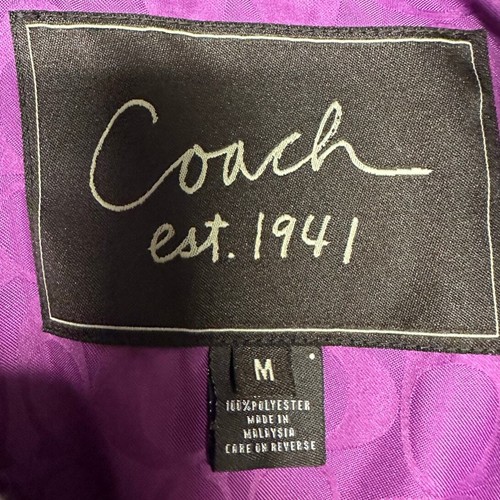 Coach
est. 1941
M
100% POLYESTER
MADE IN
MALAYSIA
CARE ON REVERSE